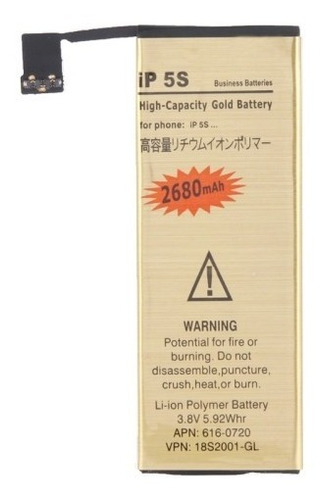 iP 5S
Business Batteries
High-Capacity Gold Battery
for phone: iP 5S ...
高容量リチウムイオンポリマー
2680mAh
WARNING
Potential for fire or
burning. Do not
disassemble,puncture,
crush,heat,or burn.
Li-ion Polymer Battery
3.8V 5.92Whr
APN: 616-0720
VPN: 18S2001-GL